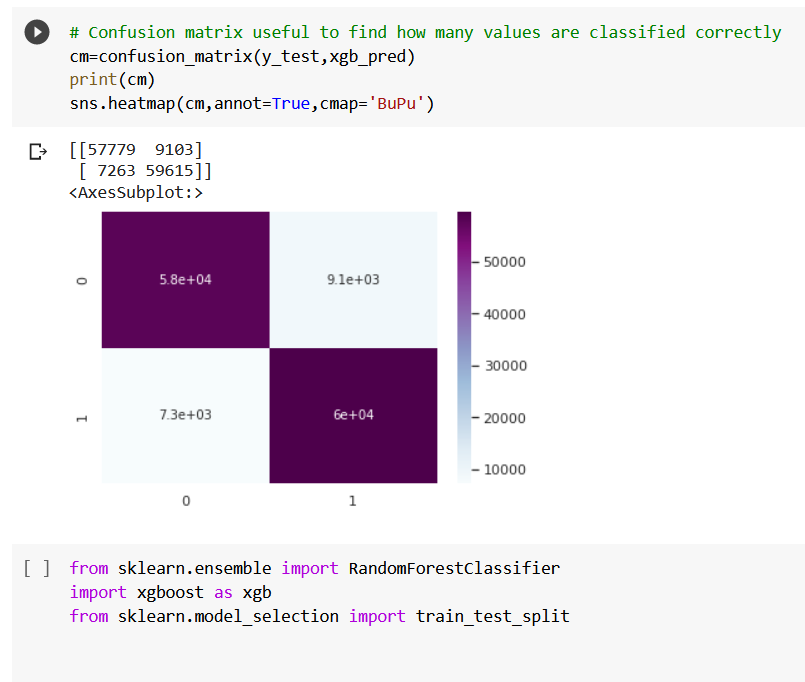 # Confusion matrix useful to find how many values are classified correctly
cm=confusion_matrix(y_test,xgb_pred)
print(cm)
sns.heatmap(cm,annot=True,cmap='BuPu')
[[57779  9103]
 [ 7263 59615]]
<AxesSubplot:>
0
5.8e+04
9.1e+03
1
7.3e+03
6e+04
0
1
50000
40000
30000
20000
10000
[ ]
from sklearn.ensemble import RandomForestClassifier
import xgboost as xgb
from sklearn.model_selection import train_test_split